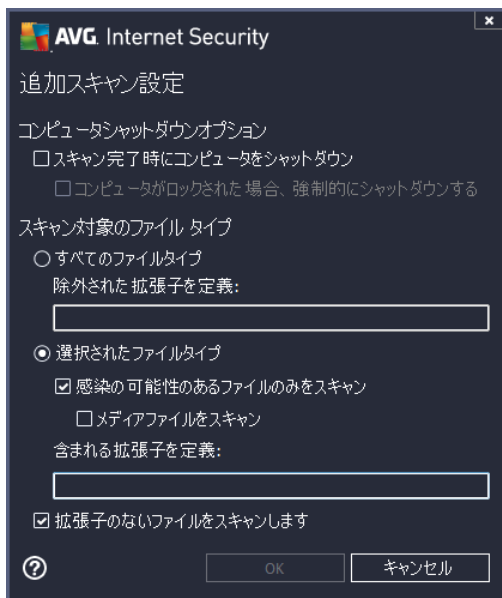 AVG. Internet Security
追加スキャン設定
コンピュータシャットダウンオプション
スキャン完了時にコンピュータをシャットダウン
コンピュータがロックされた場合、強制的にシャットダウンする
スキャン対象のファイル タイプ
すべてのファイルタイプ
除外された拡張子を定義:
選択されたファイルタイプ
感染の可能性のあるファイルのみをスキャン
メディアファイルをスキャン
含まれる拡張子を定義:
拡張子のないファイルをスキャンします
? OK キャンセル